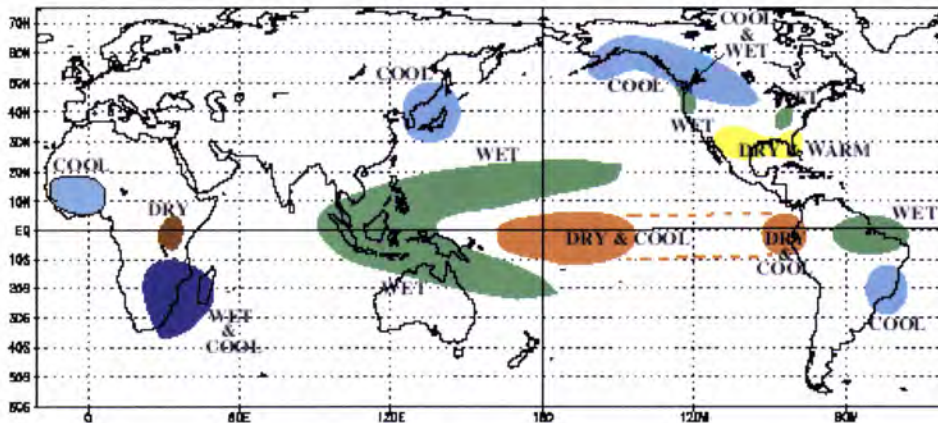 70N
60N
50N
40N
30N
20N
10N
EQ
10S
20S
30S
40S
50S
60S
COOL
&
WET
COOL
COOL
WET
DRY & WARM
COOL
WET
DRY
WET
DRY & COOL
DRY
&
COOL
WET
WET
&
COOL
COOL
0
60E
120E
180
120W
60W